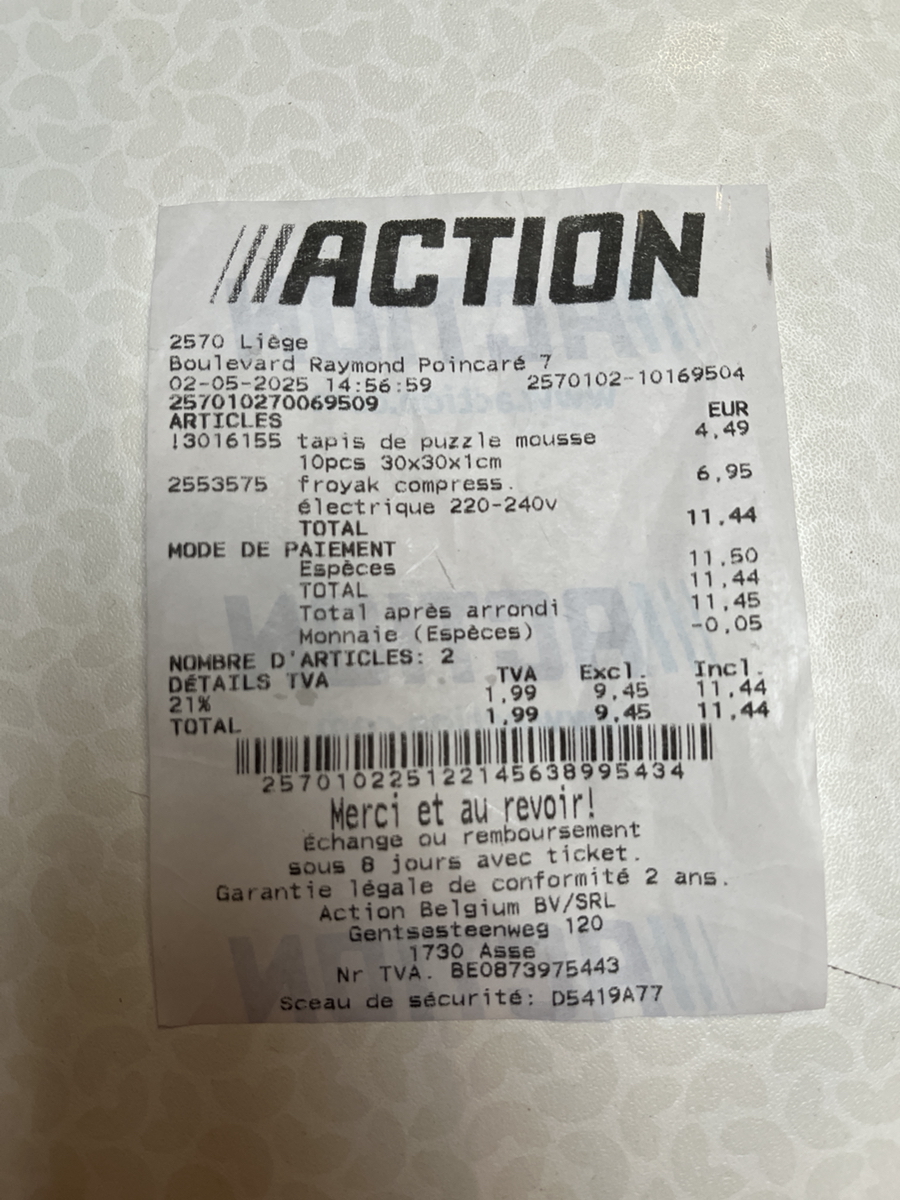 ///ACTION
2570 Liège
Boulevard Raymond Poincaré 7
02-05-2025 14:56:59 2570102-10169504
257010270069509
ARTICLES EUR
!3016155 tapis de puzzle mousse 4,49
10pcs 30x30x1cm
2553575 froyak compress. 6,95
électrique 220-240v
TOTAL 11,44
MODE DE PAIEMENT
Espèces 11,50
TOTAL 11,44
Total après arrondi 11,45
Monnaie (Espèces) -0,05
NOMBRE D'ARTICLES: 2
DÉTAILS TVA TVA Excl. Incl.
21% 1,99 9,45 11,44
TOTAL 1,99 9,45 11,44
257010225122145638995434
Merci et au revoir!
Échange ou remboursement
sous 8 jours avec ticket.
Garantie légale de conformité 2 ans.
Action Belgium BV/SRL
Gentsesteenweg 120
1730 Asse
Nr TVA. BE0873975443
Sceau de sécurité: D5419A77